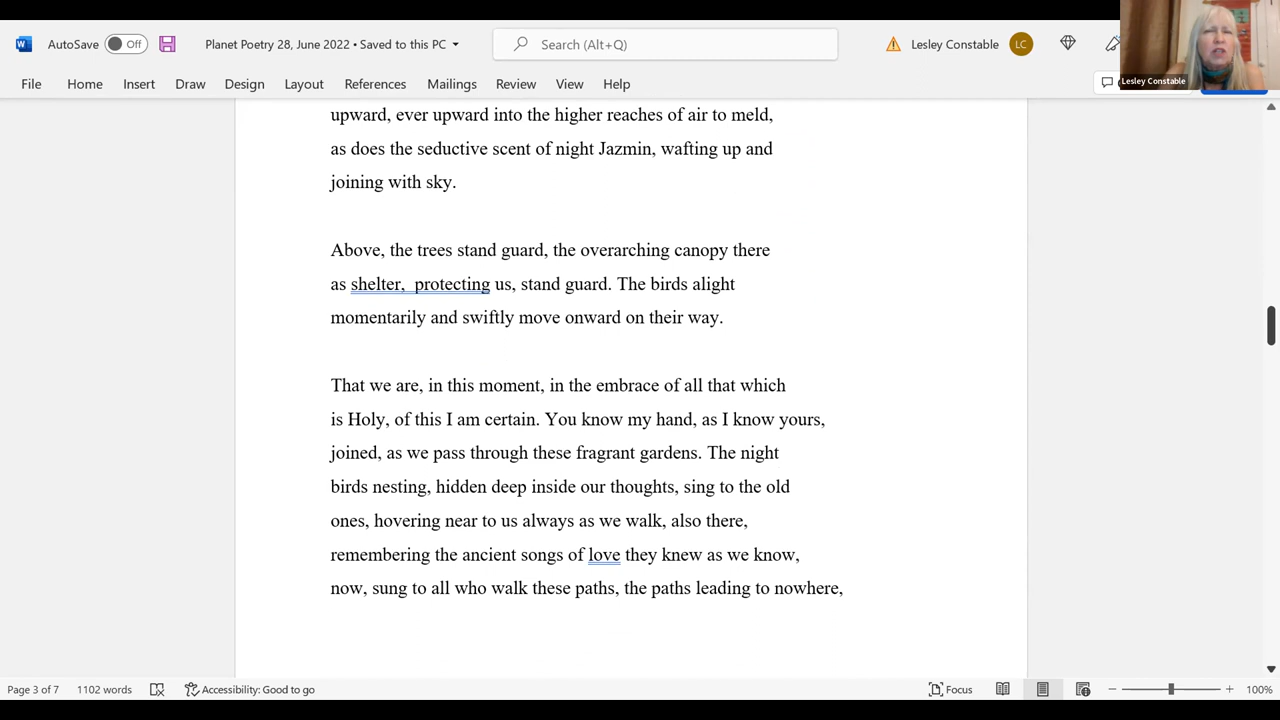 AutoSave Off Planet Poetry 28, June 2022 • Saved to this PC Search (Alt+Q) Lesley Constable LC
File Home Insert Draw Design Layout References Mailings Review View Help
Lesley Constable
upward, ever upward into the higher reaches of air to meld,
as does the seductive scent of night Jazmin, wafting up and
joining with sky.
Above, the trees stand guard, the overarching canopy there
as shelter,  protecting us, stand guard. The birds alight
momentarily and swiftly move onward on their way.
That we are, in this moment, in the embrace of all that which
is Holy, of this I am certain. You know my hand, as I know yours,
joined, as we pass through these fragrant gardens. The night
birds nesting, hidden deep inside our thoughts, sing to the old
ones, hovering near to us always as we walk, also there,
remembering the ancient songs of love they knew as we know,
now, sung to all who walk these paths, the paths leading to nowhere,
Page 3 of 7 1102 words Accessibility: Good to go Focus 100%